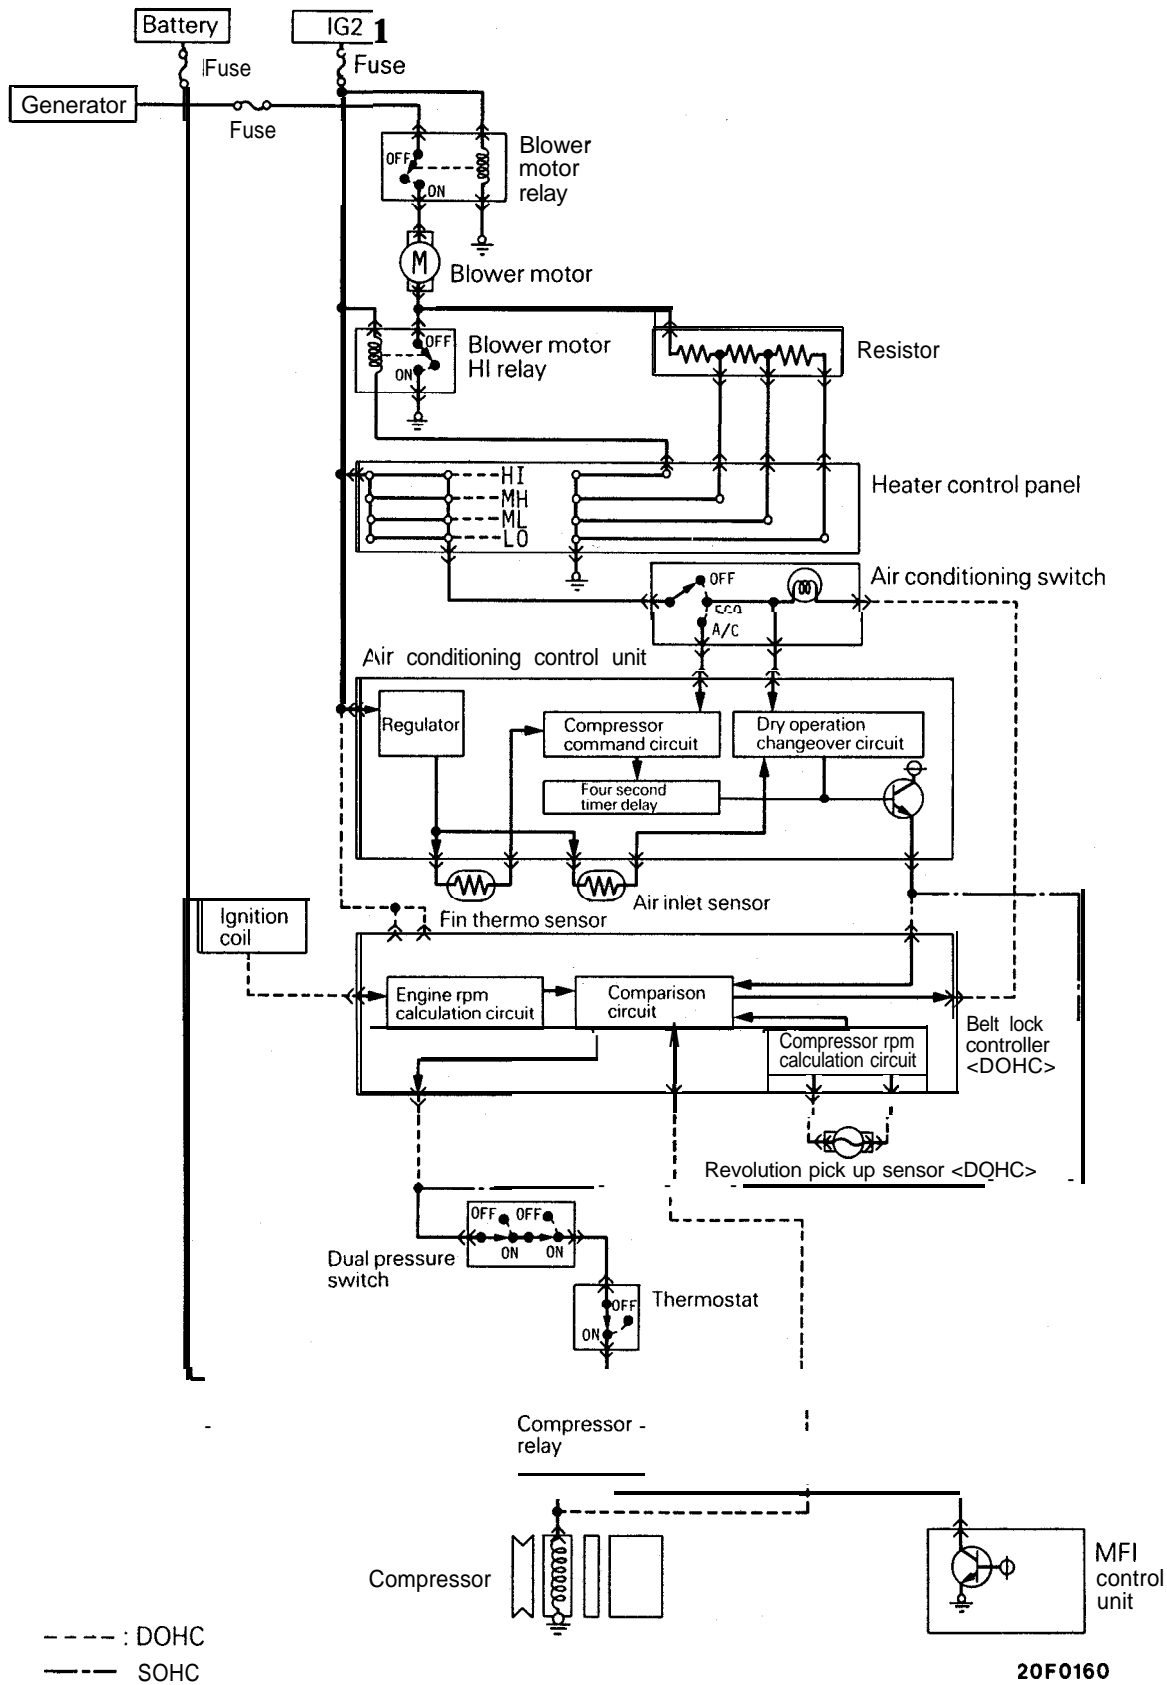 Battery
IG2 1
Fuse
Fuse
Generator
Fuse
OFF
ON
Blower
motor
relay
M
Blower motor
OFF
ON
Blower motor
HI relay
Resistor
HI
MH
ML
LO
Heater control panel
OFF
A/C
Air conditioning switch
Air conditioning control unit
Regulator
Compressor
command circuit
Dry operation
changeover circuit
Four second
timer delay
Air inlet sensor
Fin thermo sensor
Ignition
coil
Engine rpm
calculation circuit
Comparison
circuit
Belt lock
controller
<DOHC>
Compressor rpm
calculation circuit
Revolution pick up sensor <DOHC>
OFF OFF
ON ON
Dual pressure
switch
Thermostat
OFF
ON
Compressor
relay
Compressor
MFI
control
unit
: DOHC
SOHC
20F0160